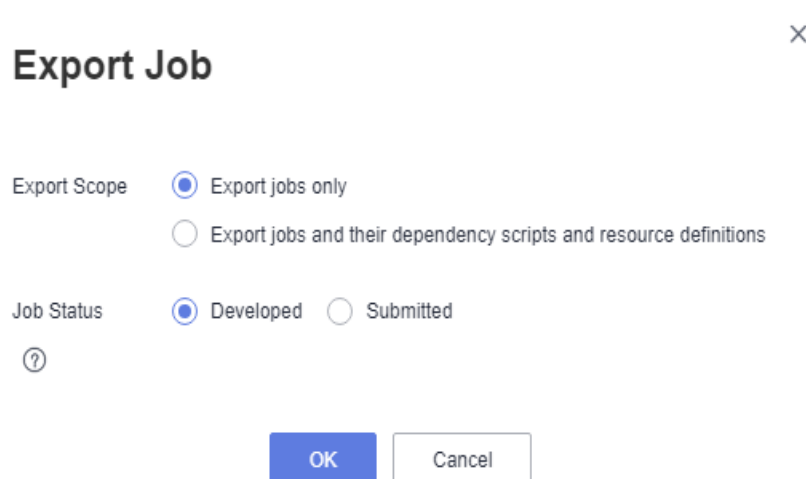 Export Job
Export Scope Export jobs only
Export jobs and their dependency scripts and resource definitions
Job Status Developed Submitted
?
OK Cancel